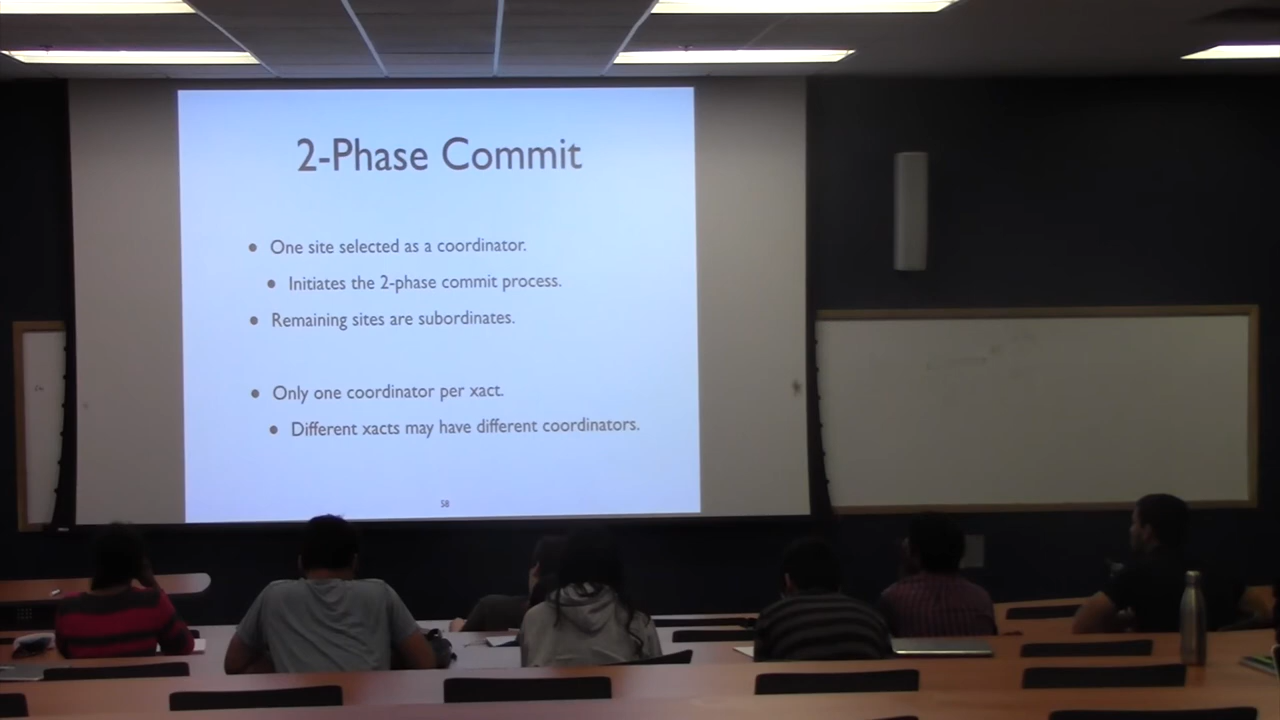 2-Phase Commit
One site selected as a coordinator.
Initiates the 2-phase commit process.
Remaining sites are subordinates.
Only one coordinator per xact.
Different xacts may have different coordinators.
58